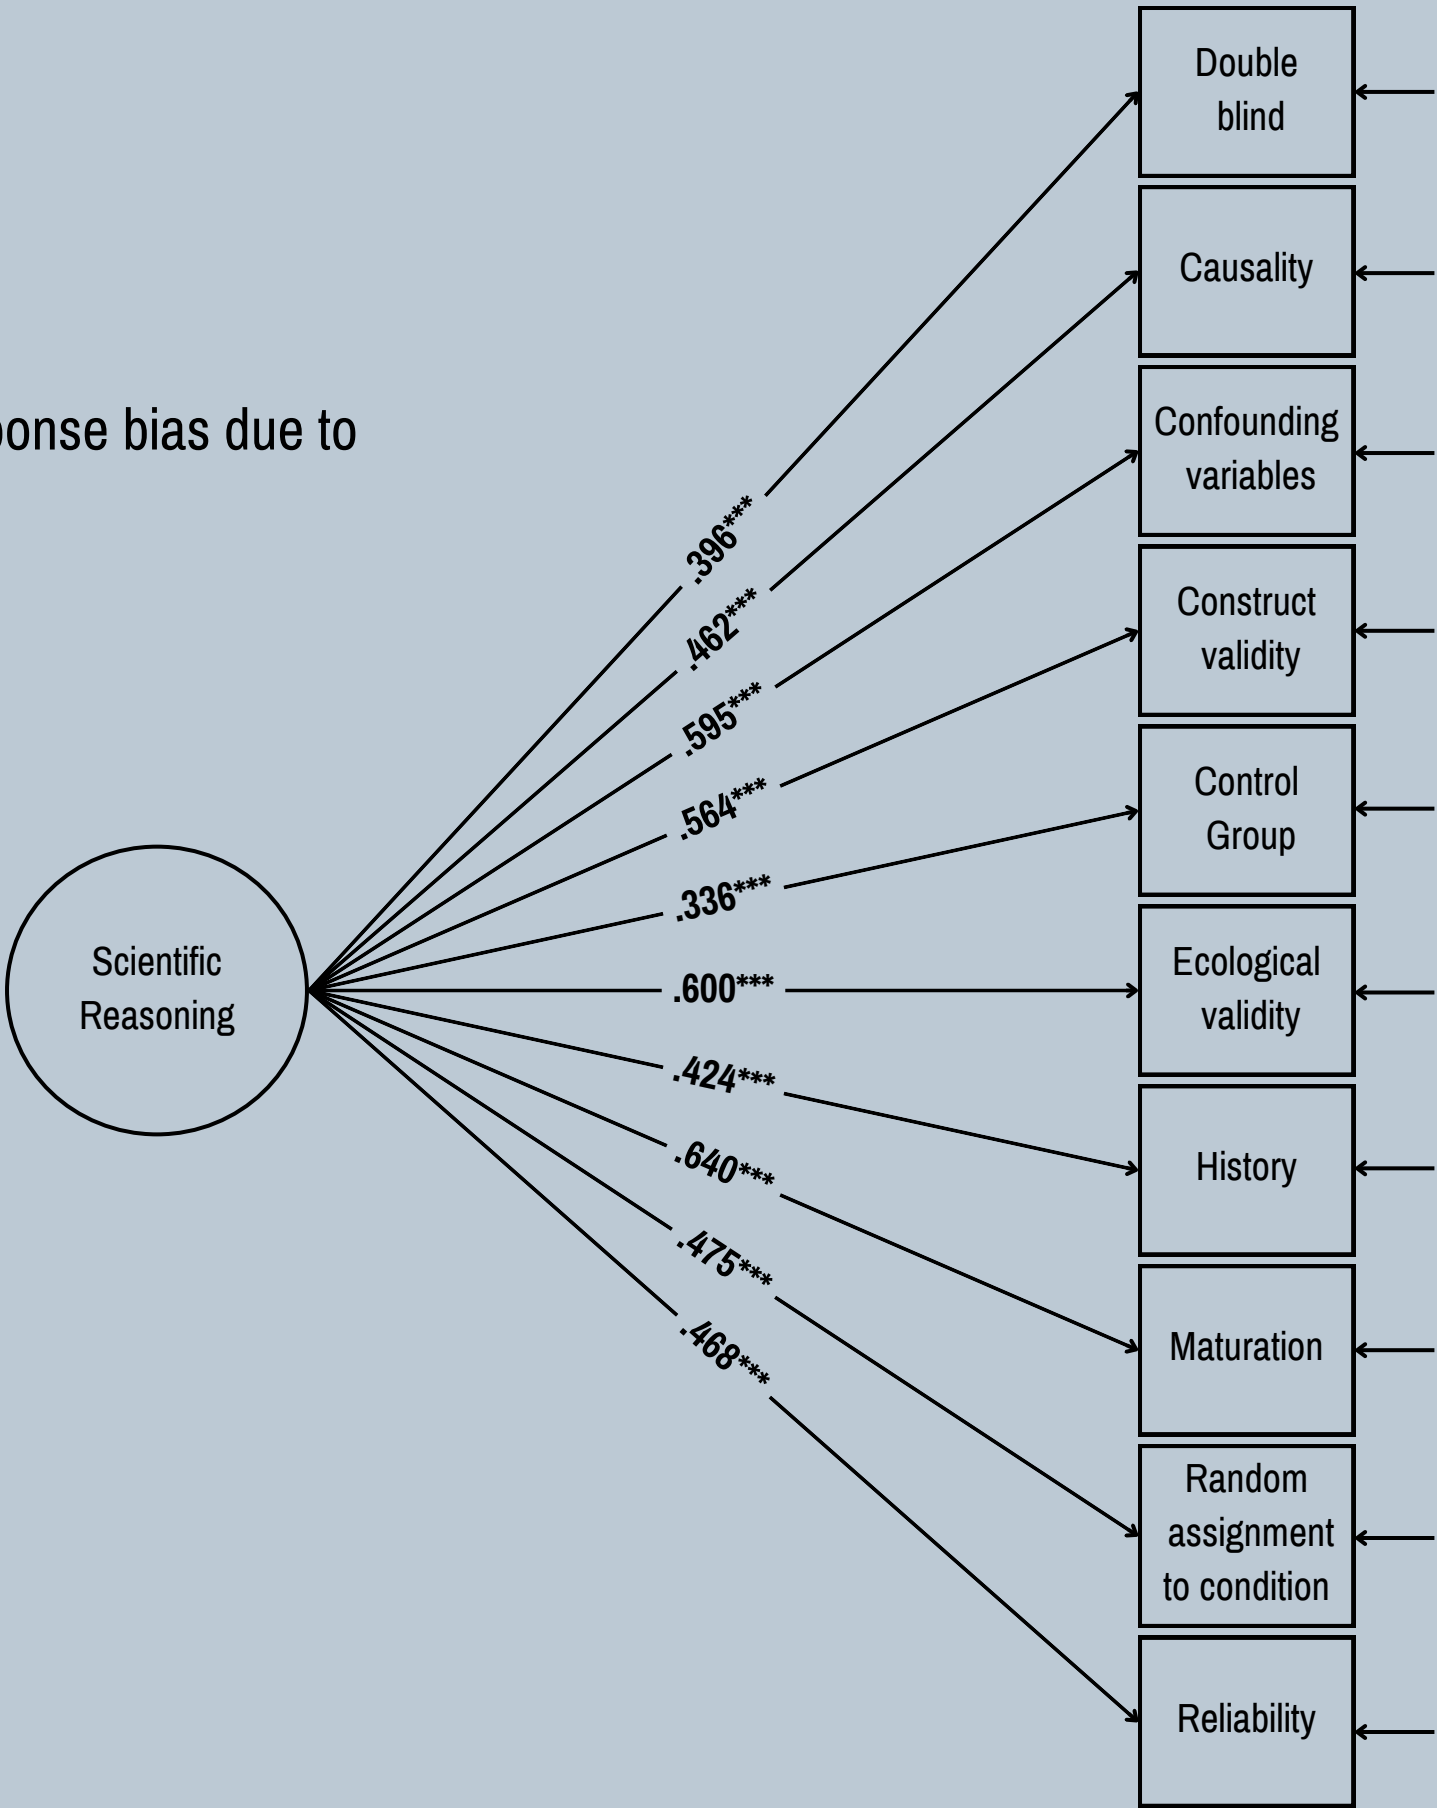 Double
blind
Causality
Confounding
variables
onse bias due to
.396***
.462***
.595***
Construct
validity
.564***
Control
Group
.336***
Scientific
Reasoning
.600***
Ecological
validity
.424***
History
.640***
Maturation
.475***
Random
assignment
to condition
.468***
Reliability